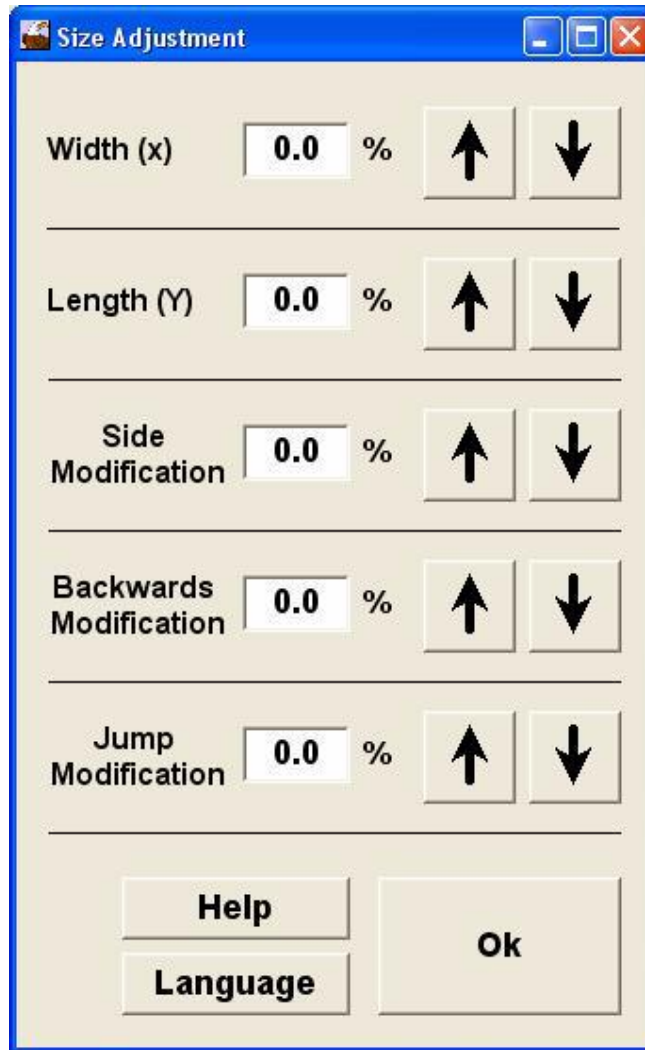 Size Adjustment
Width (x) 0.0 %
Length (Y) 0.0 %
Side
Modification 0.0 %
Backwards
Modification 0.0 %
Jump
Modification 0.0 %
Help
Ok
Language